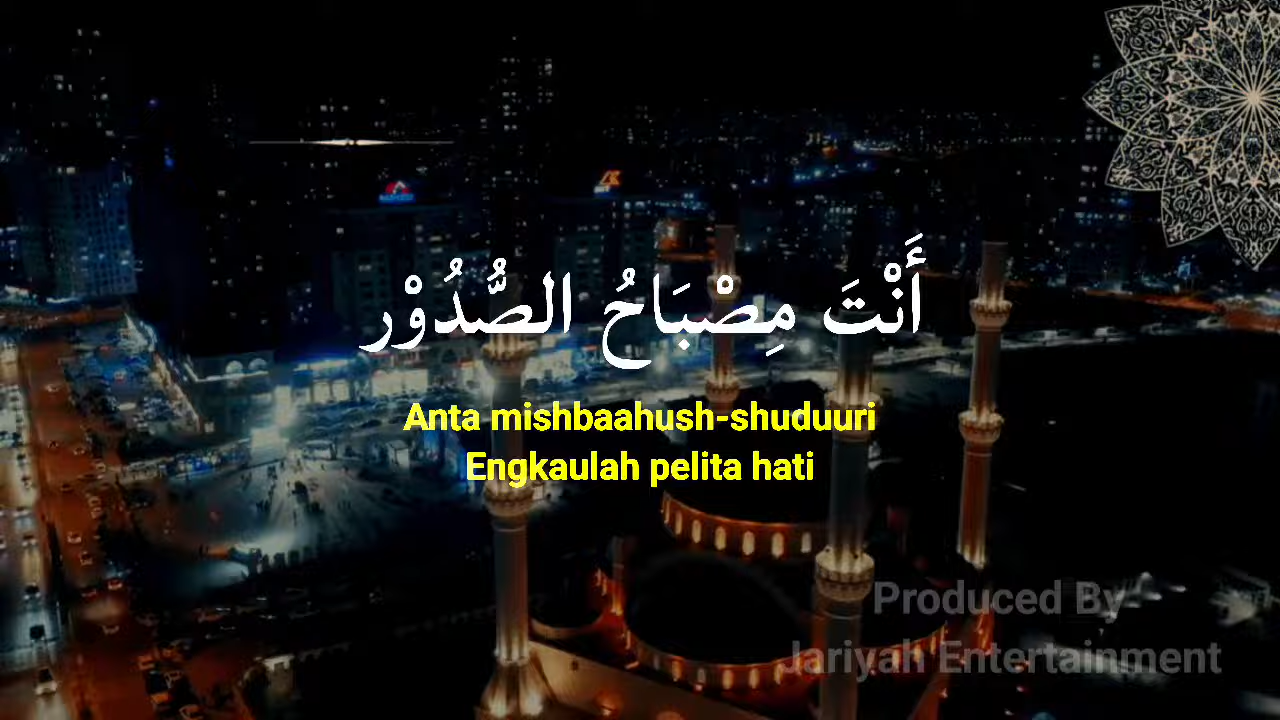 أَنْتَ مِصْبَاحُ الصُّدُوْر
Anta mishbaahush-shuduuri
Engkaulah pelita hati
Produced By
Jariyah Entertainment